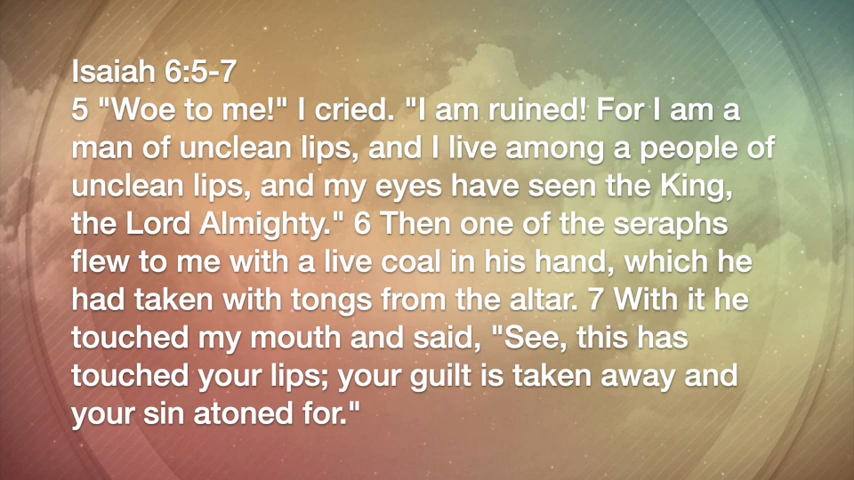 Isaiah 6:5-7
5 "Woe to me!" I cried. "I am ruined! For I am a
man of unclean lips, and I live among a people of
unclean lips, and my eyes have seen the King,
the Lord Almighty." 6 Then one of the seraphs
flew to me with a live coal in his hand, which he
had taken with tongs from the altar. 7 With it he
touched my mouth and said, "See, this has
touched your lips; your guilt is taken away and
your sin atoned for."